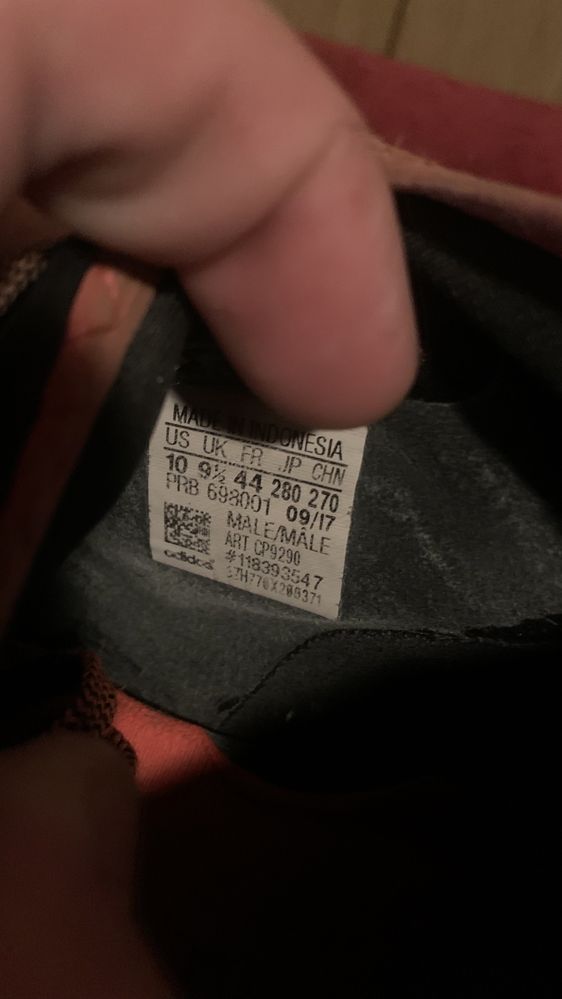 MADE IN INDONESIA
US UK FR JP CHN
10 9½ 44 280 270
PRB 698001 09/17
MALE/MÂLE
ART CP9290
#118393547
adidas